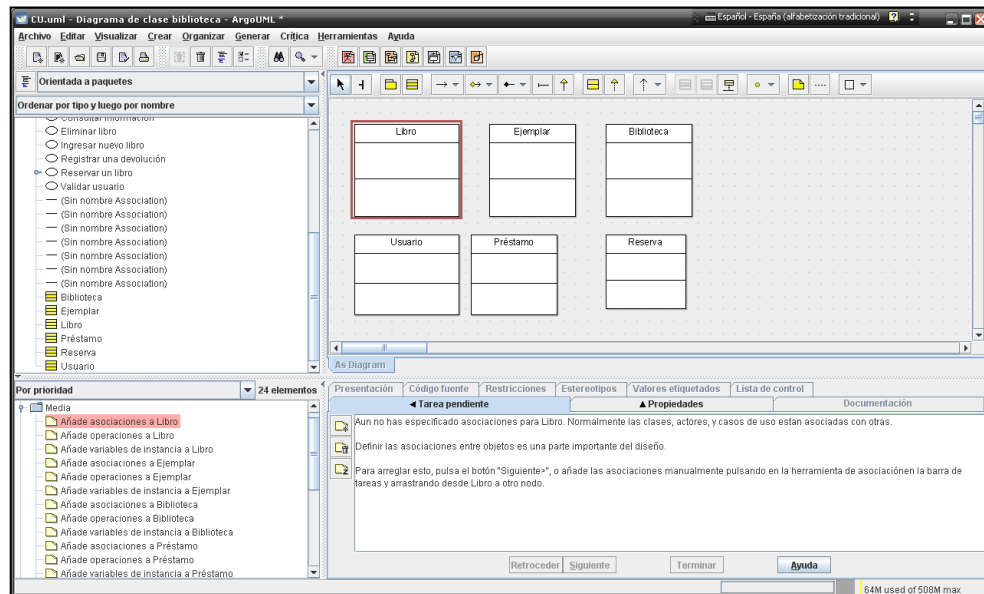 CU.uml - Diagrama de clase biblioteca - ArgoUML *
Español - España (alfabetización tradicional)
Archivo Editar Visualizar Crear Organizar Generar Crítica Herramientas Ayuda
Orientada a paquetes
Ordenar por tipo y luego por nombre
Consultar información
Eliminar libro
Ingresar nuevo libro
Registrar una devolución
Reservar un libro
Validar usuario
(Sin nombre Association)
(Sin nombre Association)
(Sin nombre Association)
(Sin nombre Association)
(Sin nombre Association)
(Sin nombre Association)
(Sin nombre Association)
Biblioteca
Ejemplar
Libro
Préstamo
Reserva
Usuario
Libro
Ejemplar
Biblioteca
Usuario
Préstamo
Reserva
As Diagram
Por prioridad
24 elementos
Media
Añade asociaciones a Libro
Añade operaciones a Libro
Añade variables de instancia a Libro
Añade asociaciones a Ejemplar
Añade operaciones a Ejemplar
Añade variables de instancia a Ejemplar
Añade asociaciones a Biblioteca
Añade operaciones a Biblioteca
Añade variables de instancia a Biblioteca
Añade asociaciones a Préstamo
Añade operaciones a Préstamo
Añade variables de instancia a Préstamo
Presentación Código fuente Restricciones Estereotipos Valores etiquetados Lista de control
Tarea pendiente Propiedades Documentación
Aun no has especificado asociaciones para Libro. Normalmente las clases, actores, y casos de uso estan asociadas con otras.
Definir las asociaciones entre objetos es una parte importante del diseño.
Para arreglar esto, pulsa el botón "Siguiente>", o añade las asociaciones manualmente pulsando en la herramienta de asociaciónen la barra de
tareas y arrastrando desde Libro a otro nodo.
Retroceder Siguiente Terminar Ayuda
64M used of 508M max